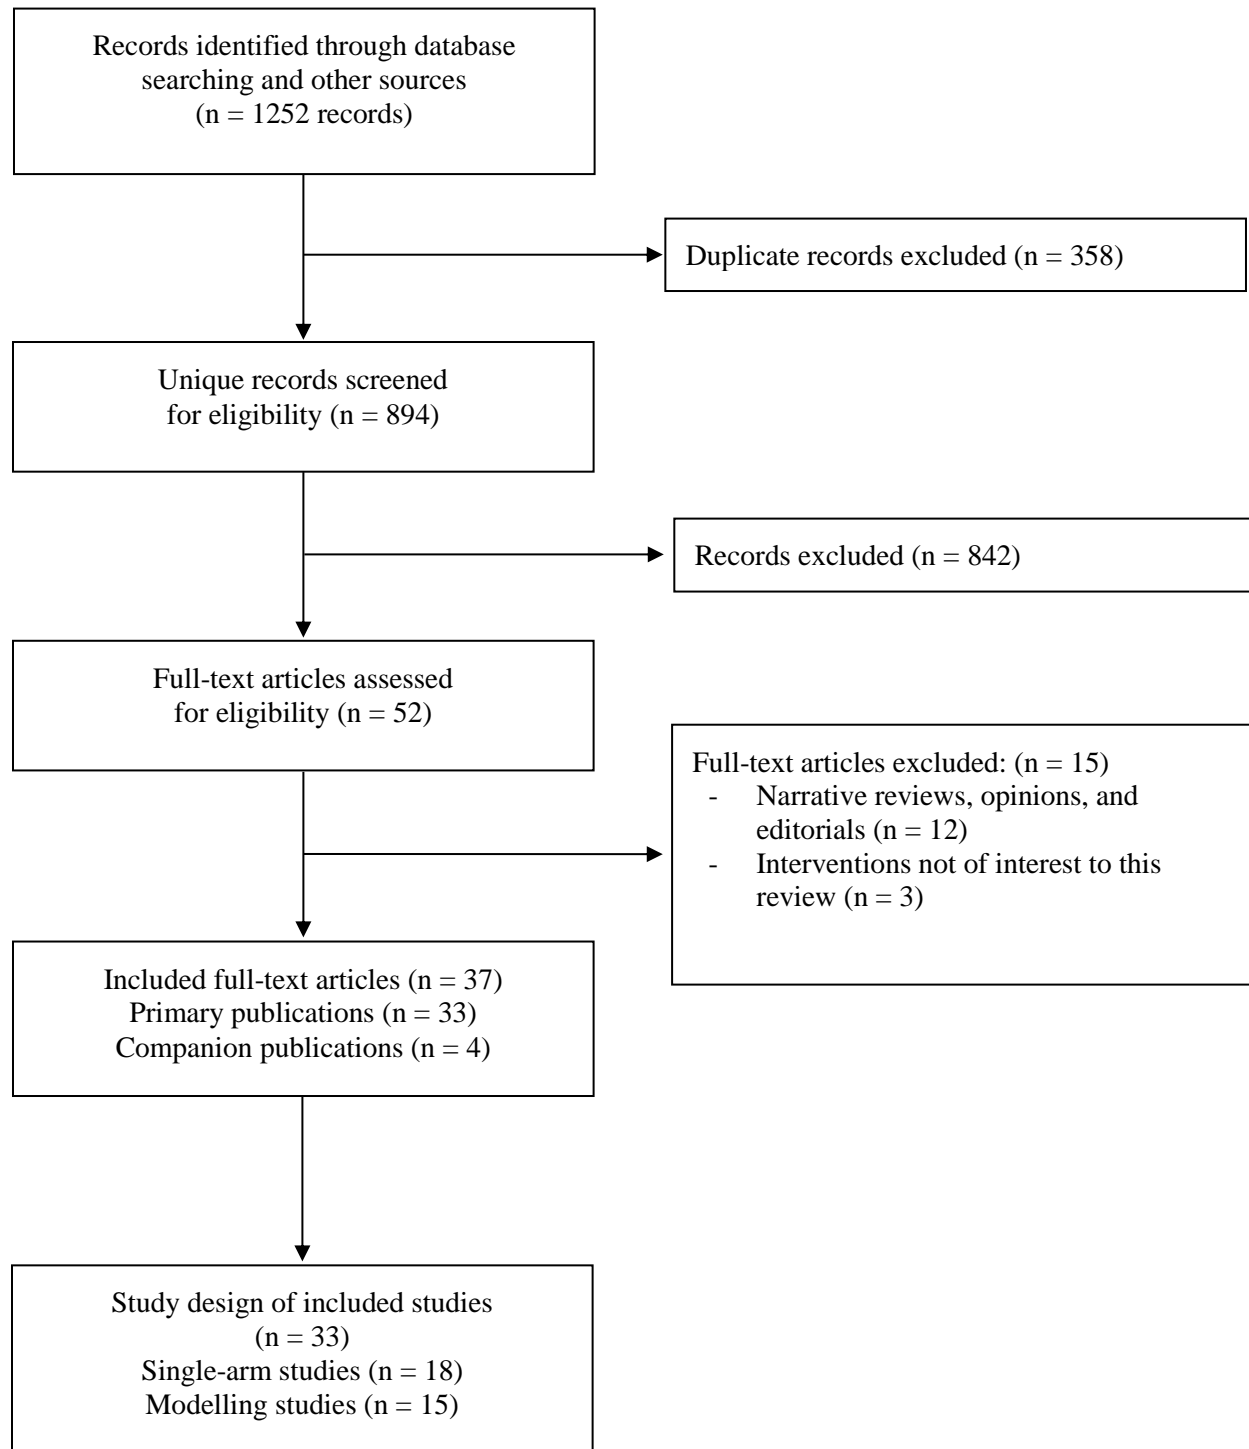 Records identified through database
searching and other sources
(n = 1252 records)
Duplicate records excluded (n = 358)
Unique records screened
for eligibility (n = 894)
Records excluded (n = 842)
Full-text articles assessed
for eligibility (n = 52)
Full-text articles excluded: (n = 15)
- Narrative reviews, opinions, and
editorials (n = 12)
- Interventions not of interest to this
review (n = 3)
Included full-text articles (n = 37)
Primary publications (n = 33)
Companion publications (n = 4)
Study design of included studies
(n = 33)
Single-arm studies (n = 18)
Modelling studies (n = 15)